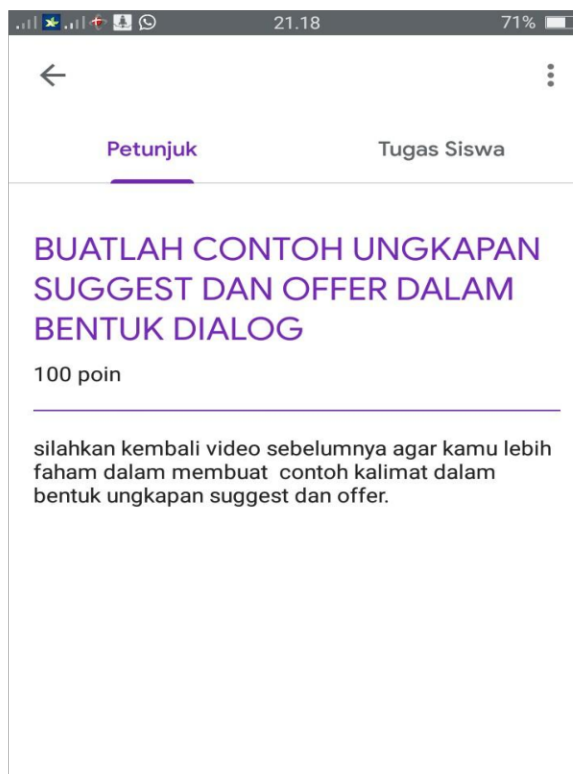 21.18
71%
Petunjuk
Tugas Siswa
BUATLAH CONTOH UNGKAPAN
SUGGEST DAN OFFER DALAM
BENTUK DIALOG
100 poin
silahkan kembali video sebelumnya agar kamu lebih
faham dalam membuat contoh kalimat dalam
bentuk ungkapan suggest dan offer.